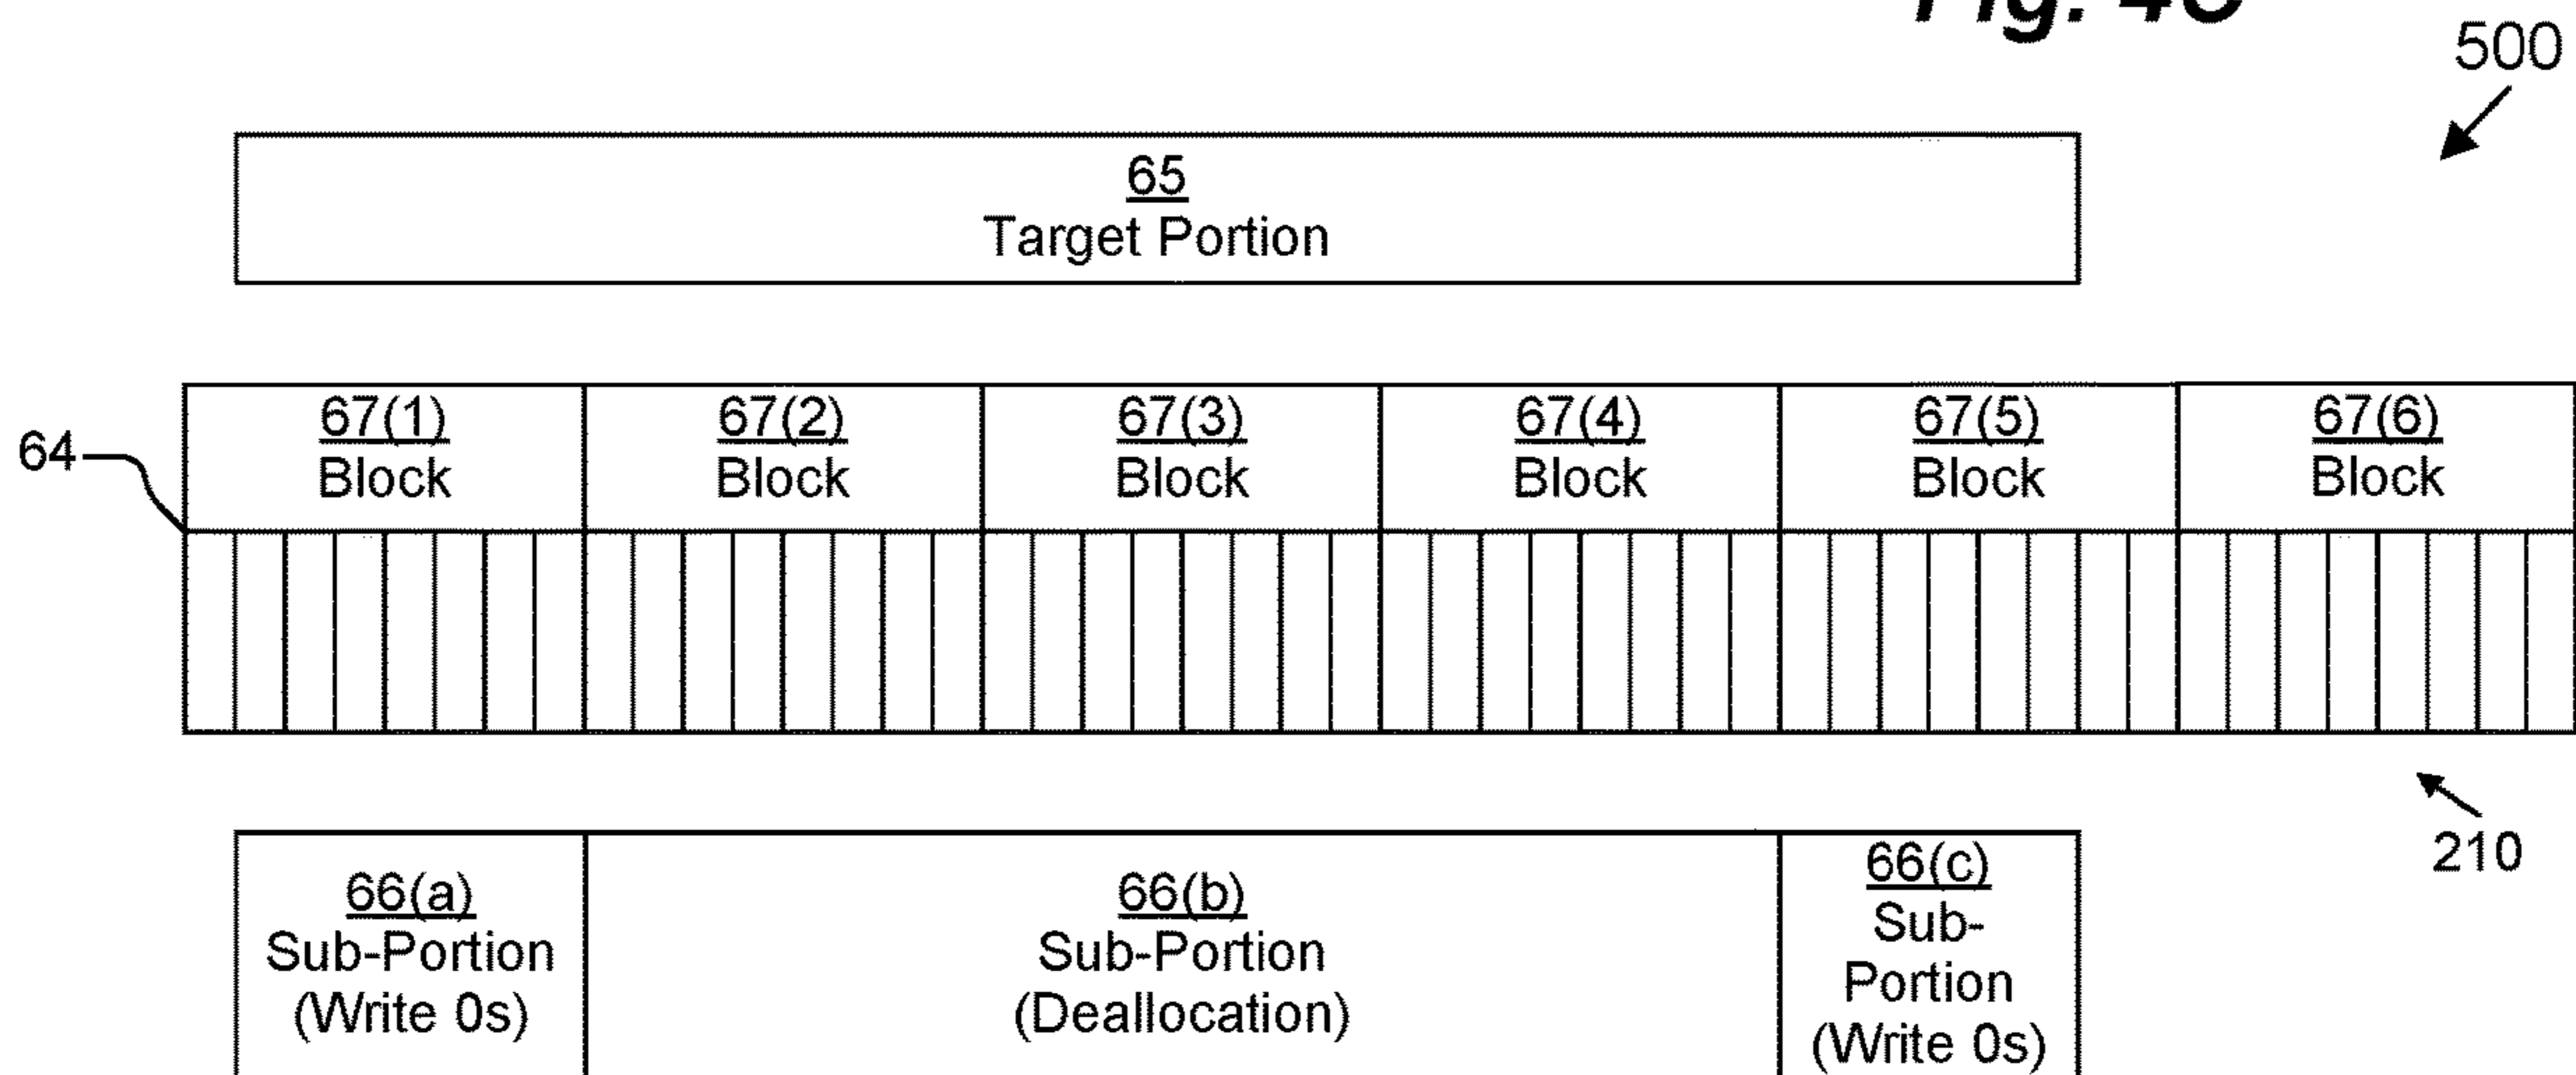 500
65
Target Portion
67(1) 67(2) 67(3) 67(4) 67(5) 67(6)
64
Block Block Block Block Block Block
210
66(a)
Sub-Portion
(Write 0s)
66(b)
Sub-Portion
(Deallocation)
66(c)
Sub-
Portion
(Write 0s)